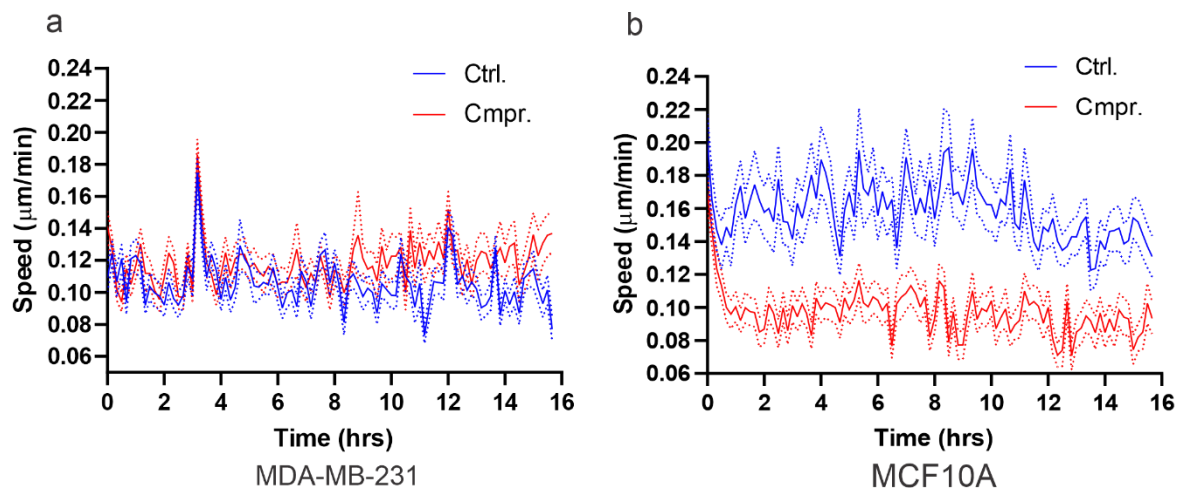 a
0.24
0.22
0.20
0.18
0.16
0.14
0.12
0.10
0.08
0.06
Speed (μm/min)
Ctrl.
Cmpr.
0 2 4 6 8 10 12 14 16
Time (hrs)
MDA-MB-231
b
0.24
0.22
0.20
0.18
0.16
0.14
0.12
0.10
0.08
0.06
Speed (μm/min)
Ctrl.
Cmpr.
0 2 4 6 8 10 12 14 16
Time (hrs)
MCF10A